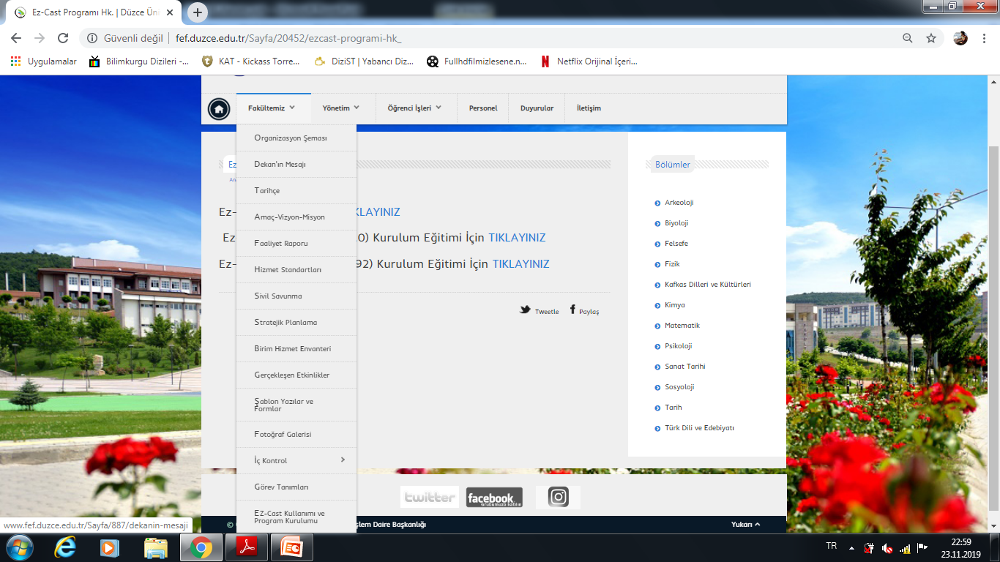 Ez-Cast Programı Hk. | Düzce Üni
Güvenli değil
fef.duzce.edu.tr/Sayfa/20452/ezcast-programi-hk_
Uygulamalar
Bilimkurgu Dizileri -...
KAT - Kickass Torre...
DiziST | Yabancı Diz...
Fullhdfilmizlesene.n...
Netflix Orijinal İçeri...
Fakültemiz
Yönetim
Öğrenci İşleri
Personel
Duyurular
İletişim
Organizasyon Şeması
Dekan'ın Mesajı
Tarihçe
Amaç-Vizyon-Misyon
Faaliyet Raporu
Hizmet Standartları
Sivil Savunma
Stratejik Planlama
Birim Hizmet Envanteri
Gerçekleşen Etkinlikler
Şablon Yazılar ve
Formlar
Fotoğraf Galerisi
İç Kontrol
Görev Tanımları
EZ-Cast Kullanımı ve
Program Kurulumu
Ez
Ana
Ez- KLAYINIZ
Ez 0) Kurulum Eğitimi İçin TIKLAYINIZ
Ez- 92) Kurulum Eğitimi İçin TIKLAYINIZ
Tweetle
Paylaş
Bölümler
Arkeoloji
Biyoloji
Felsefe
Fizik
Kafkas Dilleri ve Kültürleri
Kimya
Matematik
Psikoloji
Sanat Tarihi
Sosyoloji
Tarih
Türk Dili ve Edebiyatı
twitter
facebook
Grubumuza katılın
©
şlem Daire Başkanlığı
Yukarı
www.fef.duzce.edu.tr/Sayfa/887/dekanin-mesaji
TR
22:59
23.11.2019